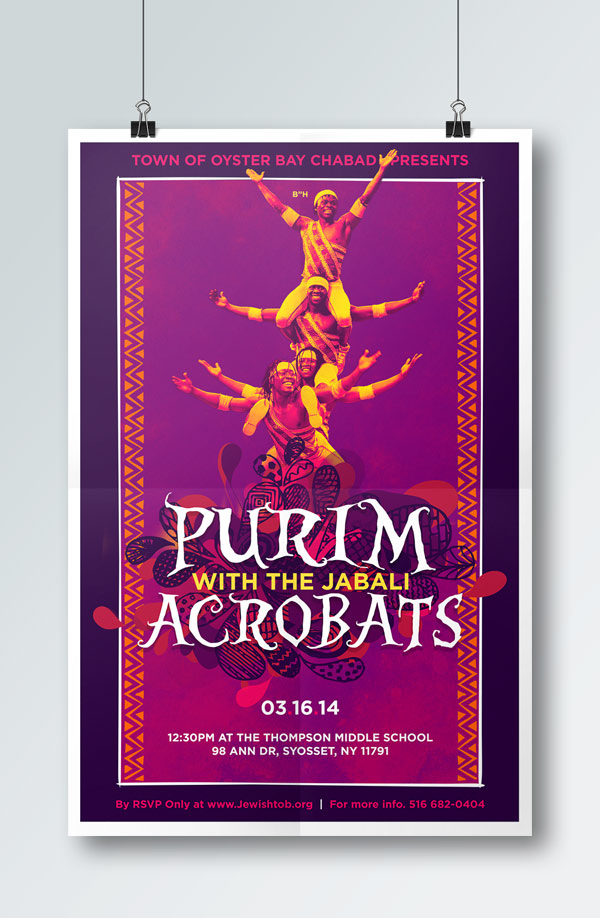 TOWN OF OYSTER BAY CHABAD PRESENTS
B"H
PURIM
WITH THE JABALI
ACROBATS
03.16.14
12:30PM AT THE THOMPSON MIDDLE SCHOOL
98 ANN DR, SYOSSET, NY 11791
By RSVP Only at www.Jewishtob.org | For more info. 516 682-0404